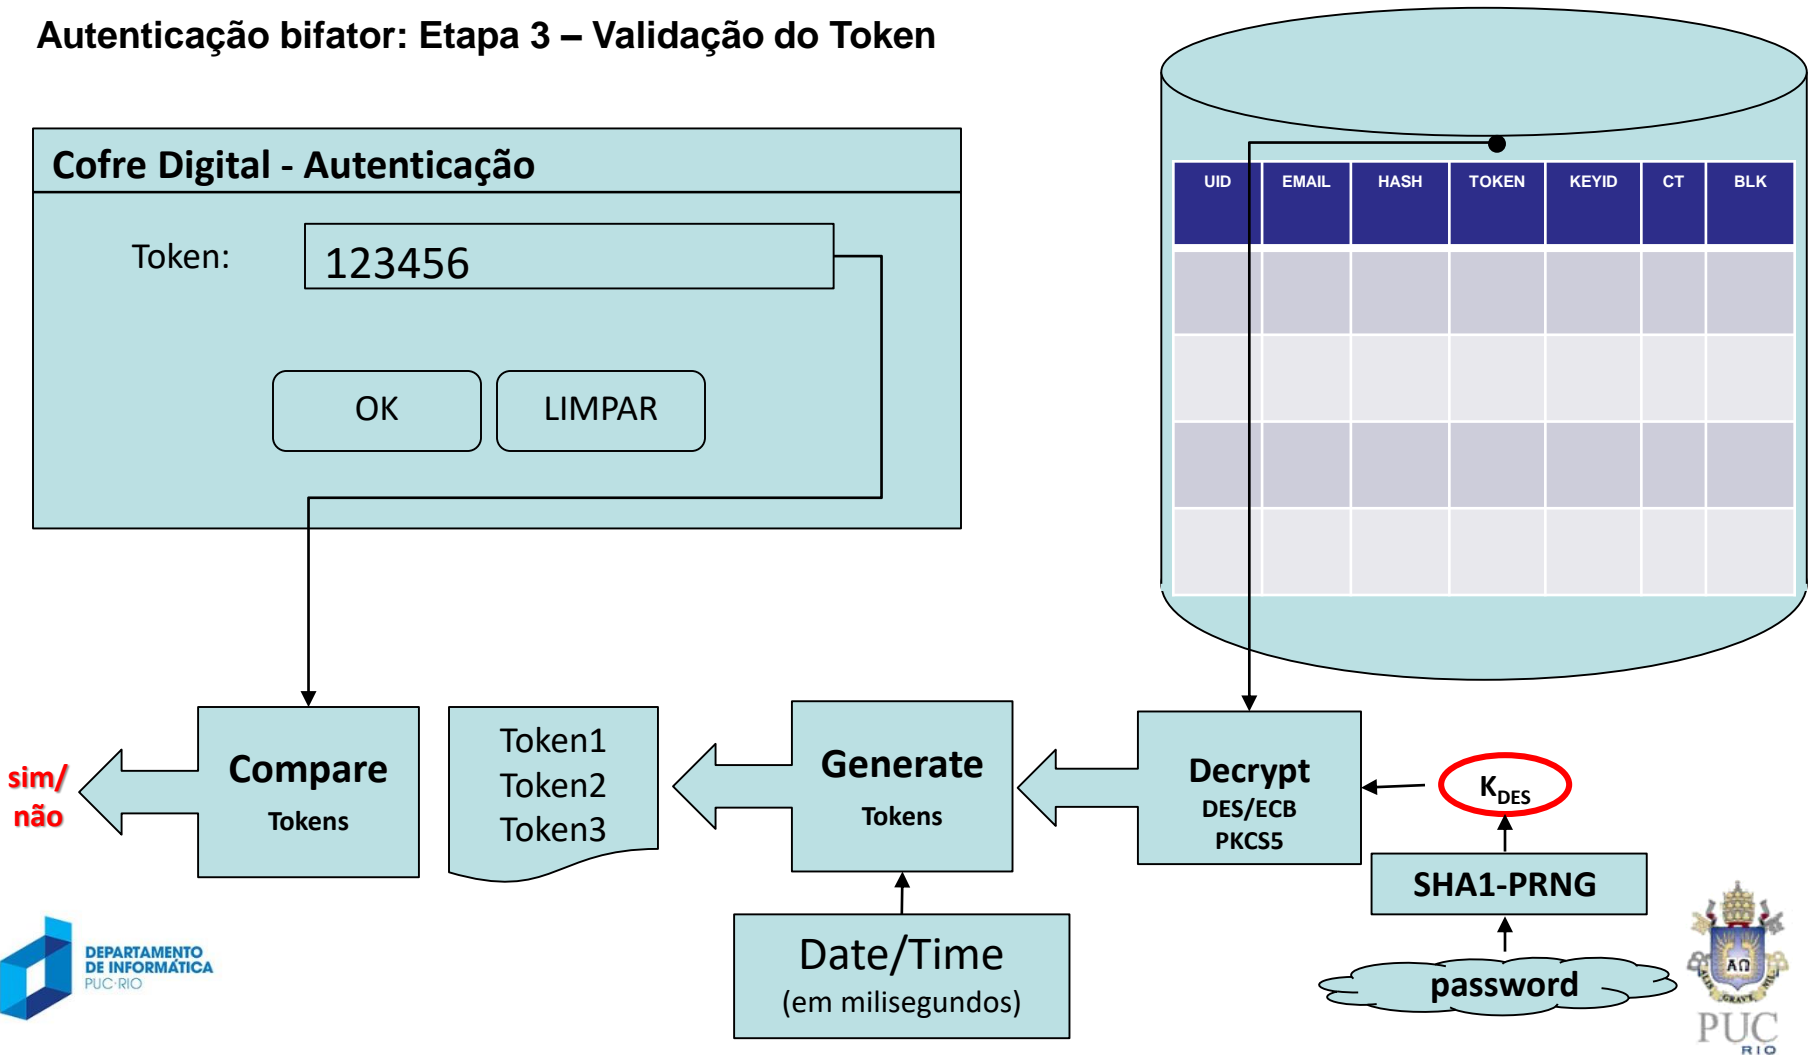 Autenticação bifator: Etapa 3 – Validação do Token
Cofre Digital - Autenticação
Token:
123456
OK
LIMPAR
UID EMAIL HASH TOKEN KEYID CT BLK
sim/
não
Compare
Tokens
Token1
Token2
Token3
Generate
Tokens
Decrypt
DES/ECB
PKCS5
KDES
SHA1-PRNG
password
Date/Time
(em milisegundos)
DEPARTAMENTO
DE INFORMÁTICA
PUC-RIO
ΑΩ
PUC
RIO